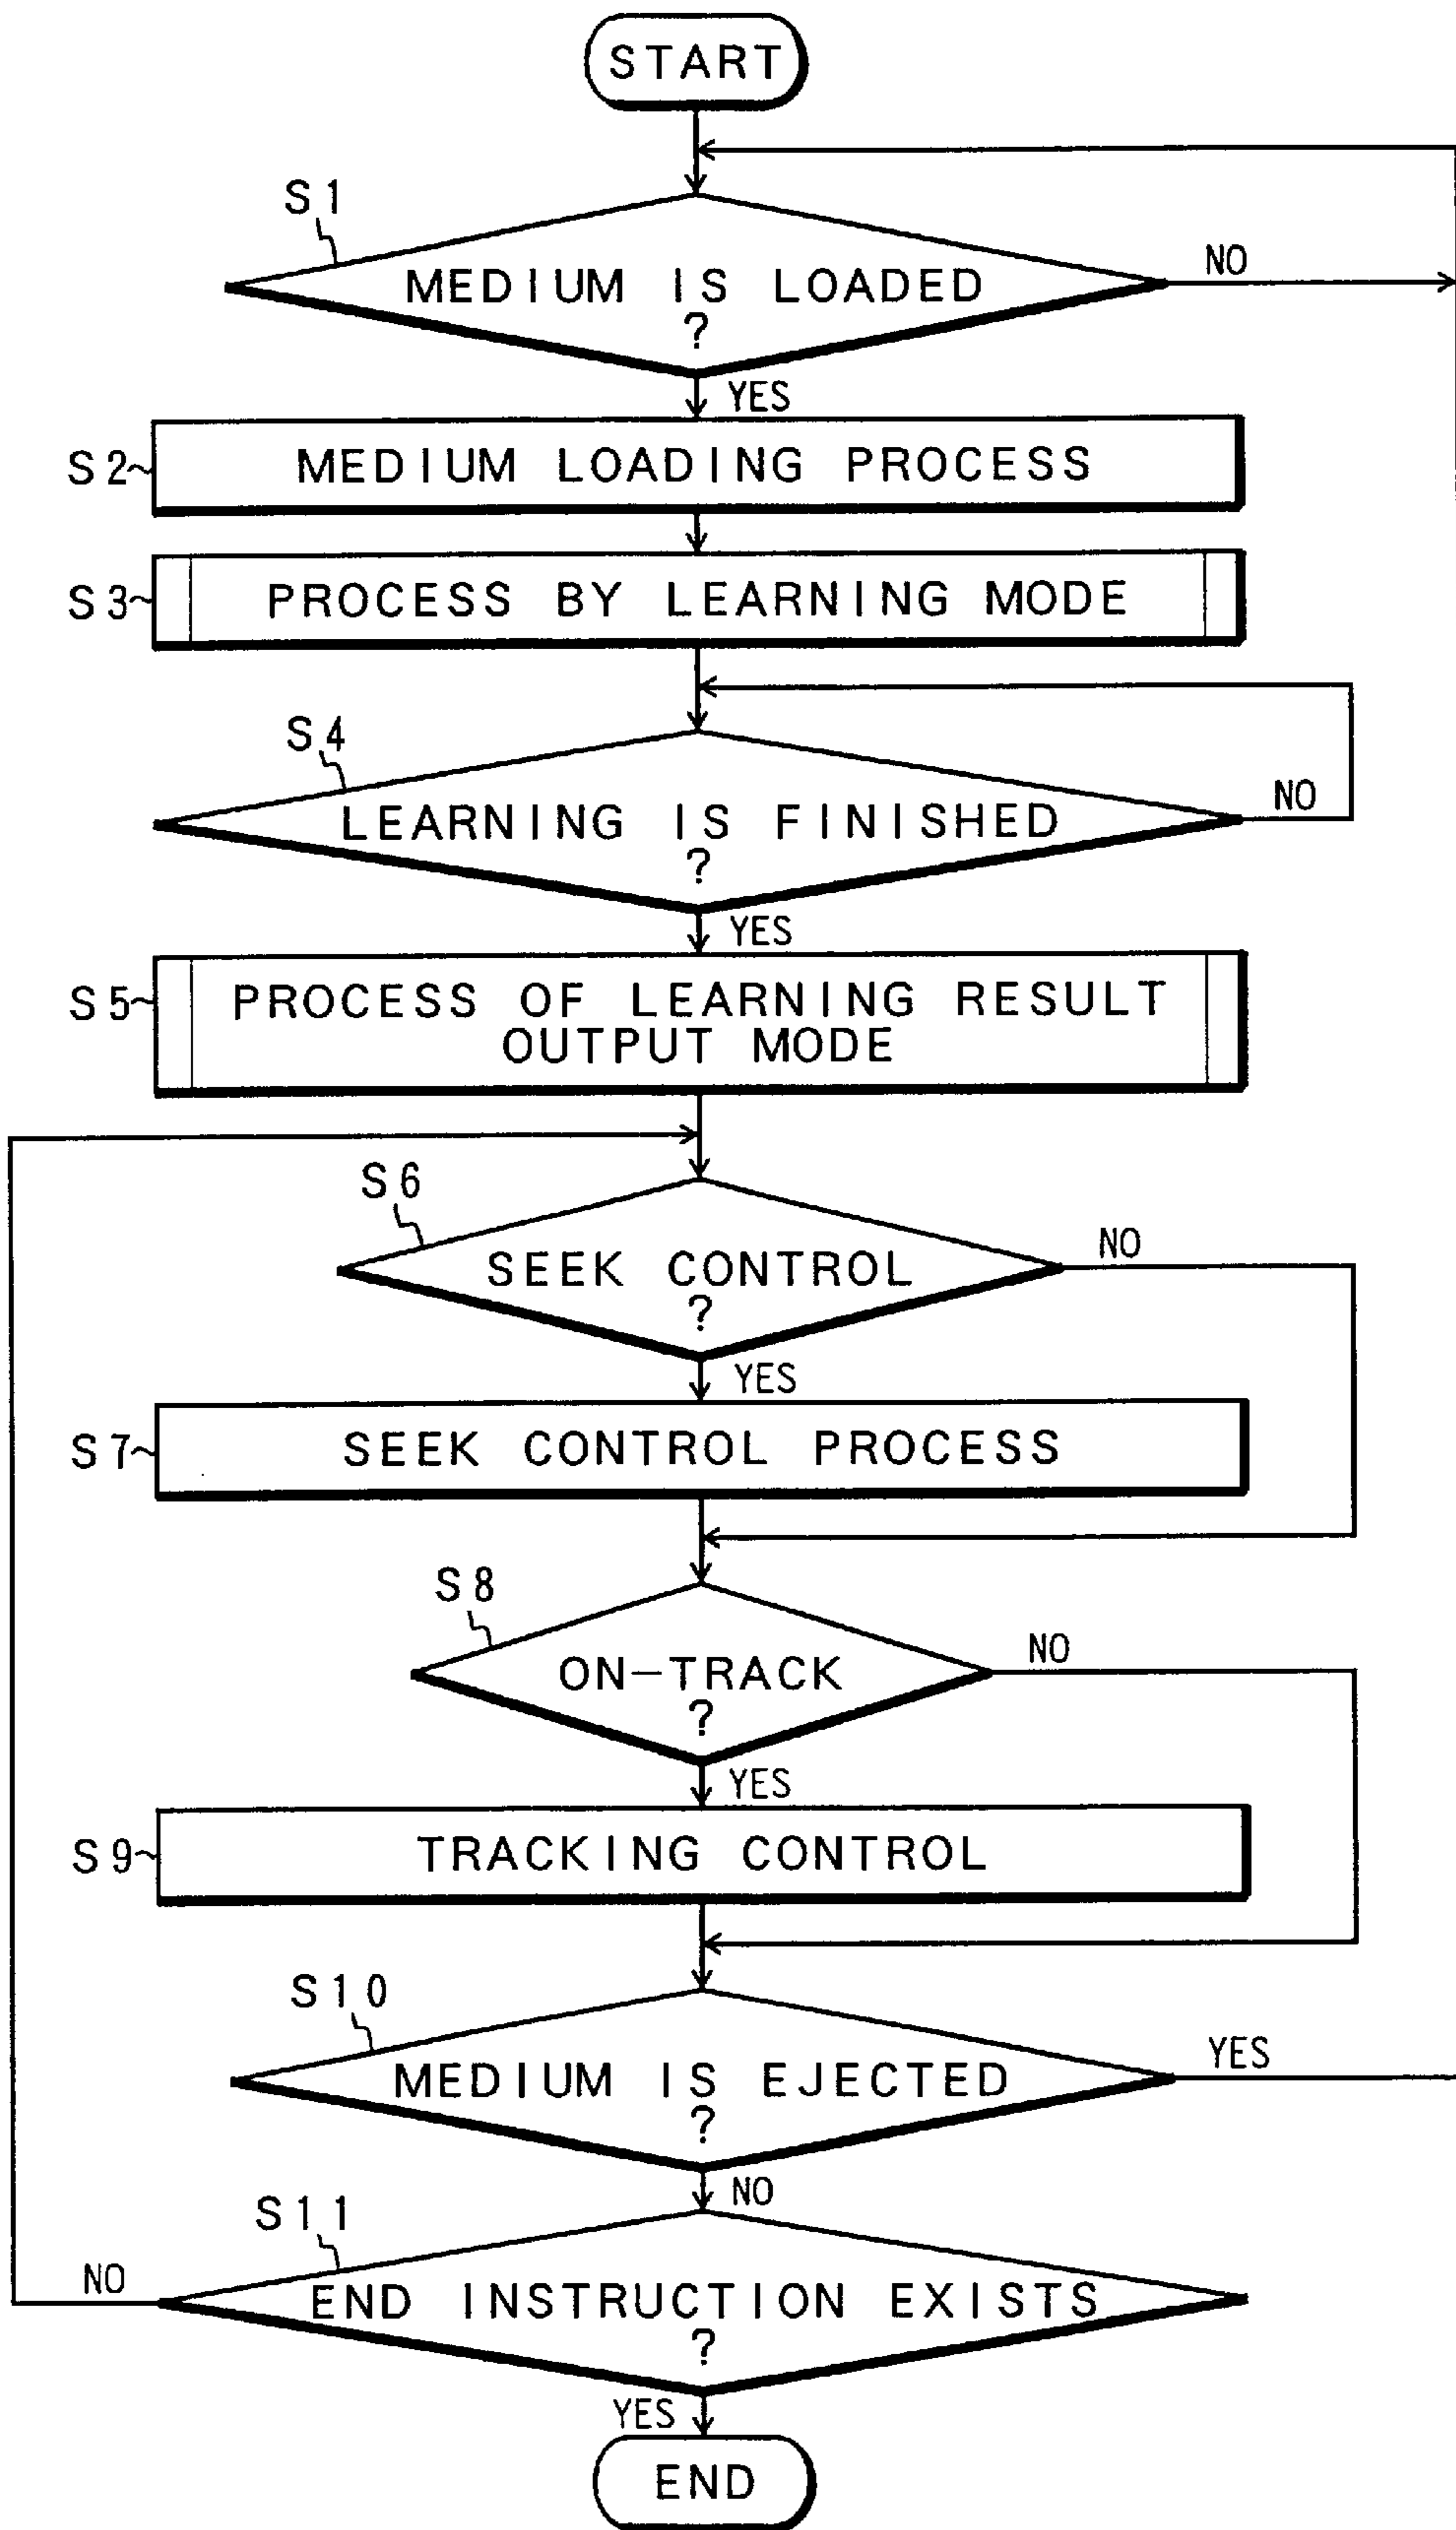 START
S1
MEDIUM IS LOADED
?
NO
YES
S2
MEDIUM LOADING PROCESS
S3
PROCESS BY LEARNING MODE
S4
LEARNING IS FINISHED
?
NO
YES
S5
PROCESS OF LEARNING RESULT
OUTPUT MODE
S6
SEEK CONTROL
?
NO
YES
S7
SEEK CONTROL PROCESS
S8
ON-TRACK
?
NO
YES
S9
TRACKING CONTROL
S10
MEDIUM IS EJECTED
?
YES
NO
S11
END INSTRUCTION EXISTS
?
NO
YES
END